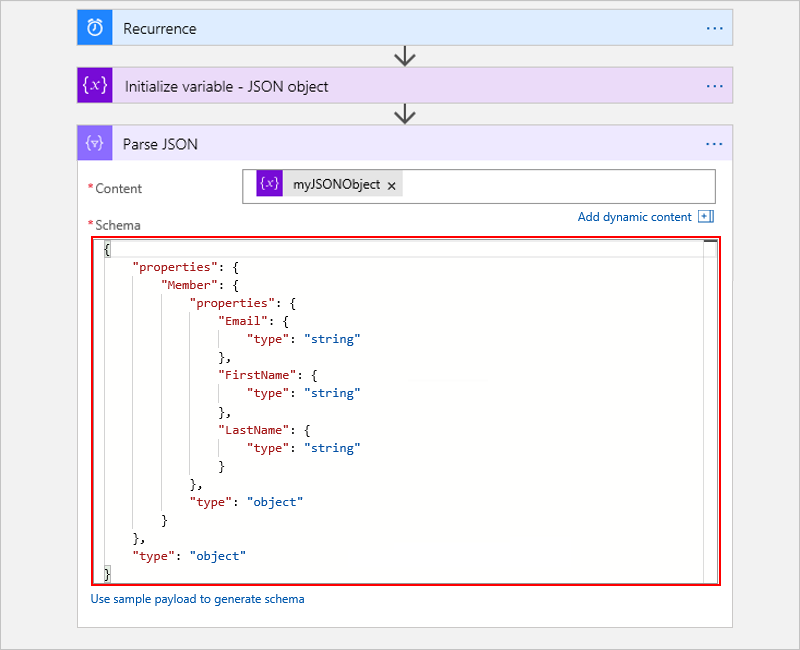 Recurrence ...
{x} Initialize variable - JSON object ...
Parse JSON ...
*Content {x} myJSONObject ×
Add dynamic content
*Schema
{
    "properties": {
        "Member": {
            "properties": {
                "Email": {
                    "type": "string"
                },
                "FirstName": {
                    "type": "string"
                },
                "LastName": {
                    "type": "string"
                }
            },
            "type": "object"
        }
    },
    "type": "object"
}
Use sample payload to generate schema